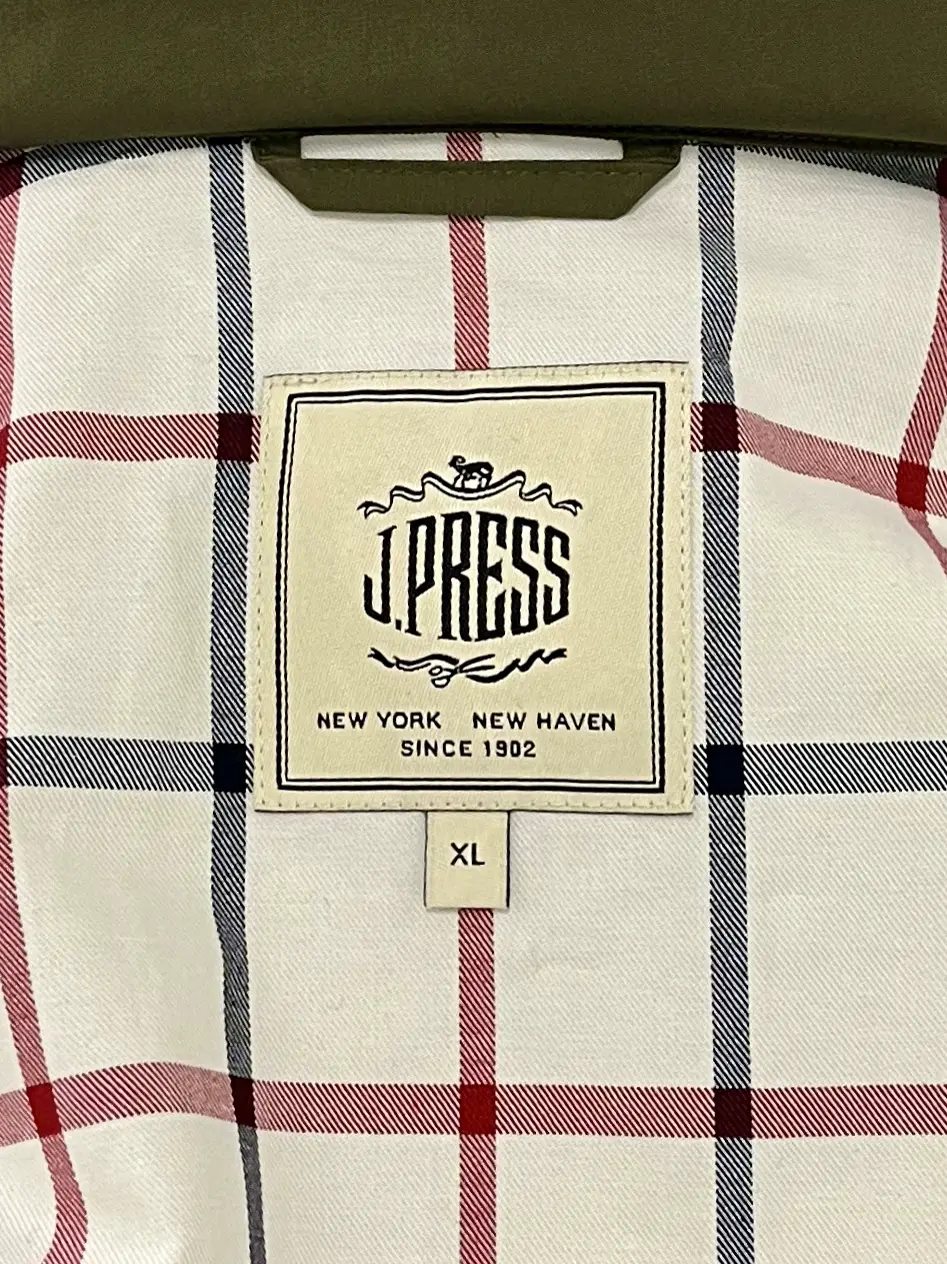 J.PRESS
NEW YORK NEW HAVEN
SINCE 1902
XL